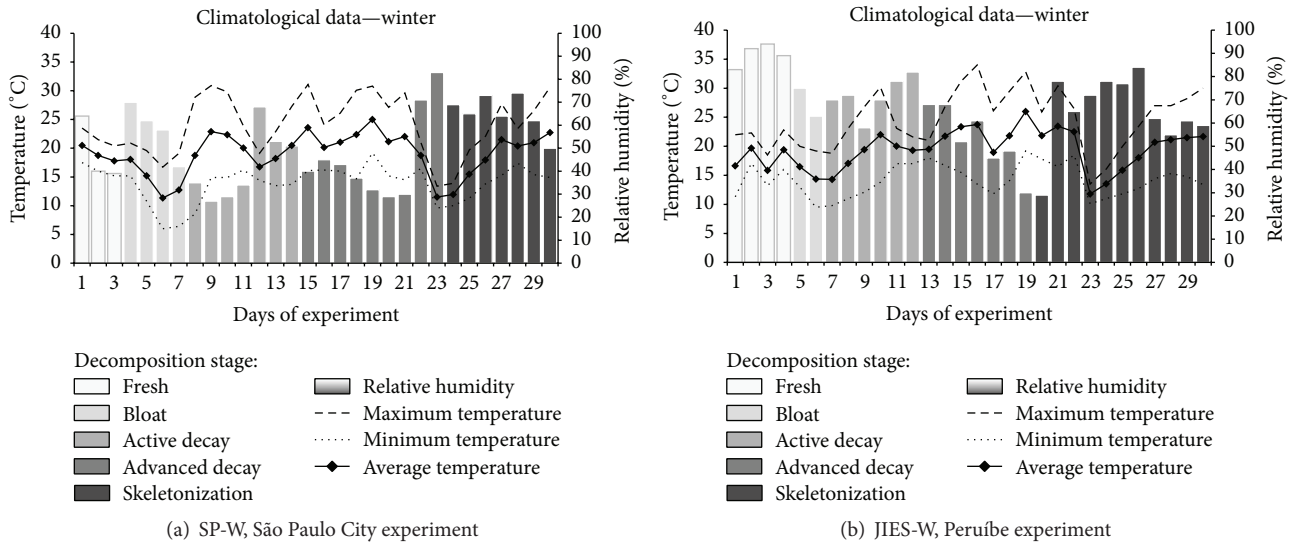 Climatological data—winter
Temperature (°C)
40
35
30
25
20
15
10
5
0
100
90
80
70
60
50
40
30
20
10
0
Relative humidity (%)
1 3 5 7 9 11 13 15 17 19 21 23 25 27 29
Days of experiment
Decomposition stage:
Fresh
Bloat
Active decay
Advanced decay
Skeletonization
Relative humidity
Maximum temperature
Minimum temperature
Average temperature
(a) SP-W, São Paulo City experiment
Climatological data—winter
Temperature (°C)
40
35
30
25
20
15
10
5
0
100
90
80
70
60
50
40
30
20
10
0
Relative humidity (%)
1 3 5 7 9 11 13 15 17 19 21 23 25 27 29
Days of experiment
Decomposition stage:
Fresh
Bloat
Active decay
Advanced decay
Skeletonization
Relative humidity
Maximum temperature
Minimum temperature
Average temperature
(b) JIES-W, Peruíbe experiment